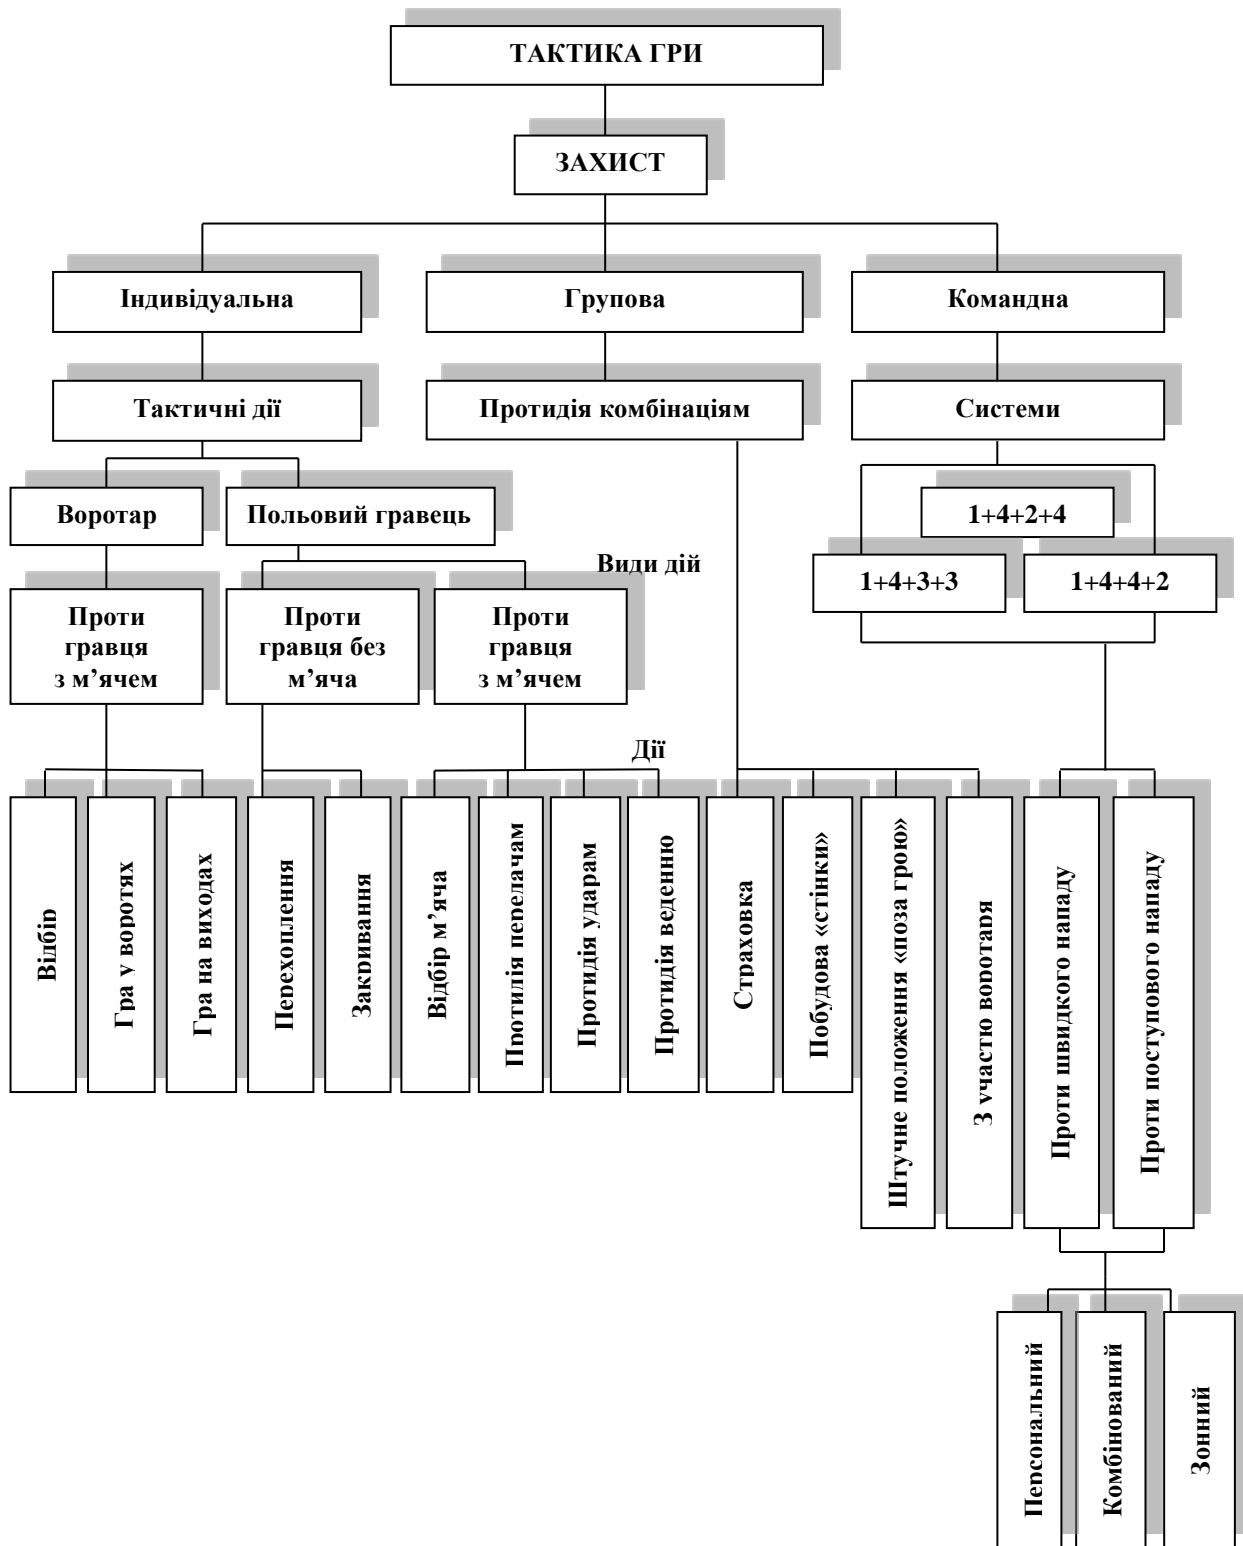 ТАКТИКА ГРИ
ЗАХИСТ
Індивідуальна
Групова
Командна
Тактичні дії
Протидія комбінаціям
Системи
Воротар
Польовий гравець
1+4+2+4
Види дій
1+4+3+3
1+4+4+2
Проти
гравця
з м’ячем
Проти
гравця без
м’яча
Проти
гравця
з м’ячем
Дії
Відбір
Гра у воротях
Гра на виходах
Перехоплення
Закривання
Відбір м’яча
Протидія передачам
Протидія ударам
Протидія веденню
Страховка
Побудова «стінки»
Штучне положення «поза грою»
З участю воротаря
Проти швидкого нападу
Проти поступового нападу
Персональний
Комбінований
Зонний